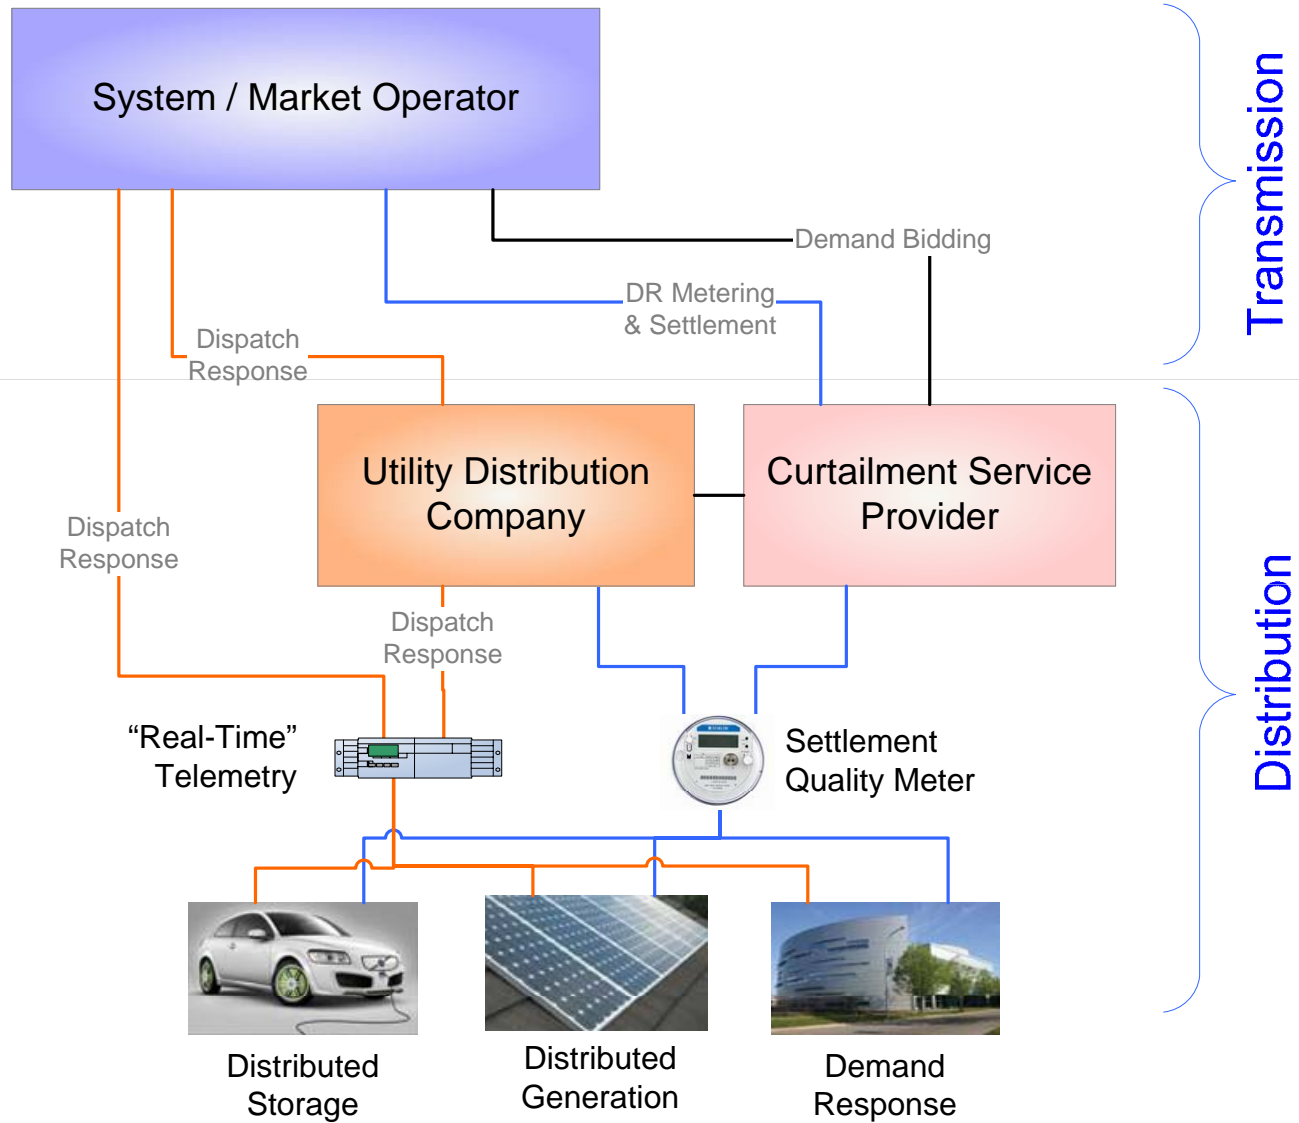 System / Market Operator
Transmission
Demand Bidding
DR Metering
& Settlement
Dispatch
Response
Utility Distribution
Company
Curtailment Service
Provider
Dispatch
Response
Dispatch
Response
Distribution
“Real-Time”
Telemetry
Settlement
Quality Meter
Distributed
Storage
Distributed
Generation
Demand
Response